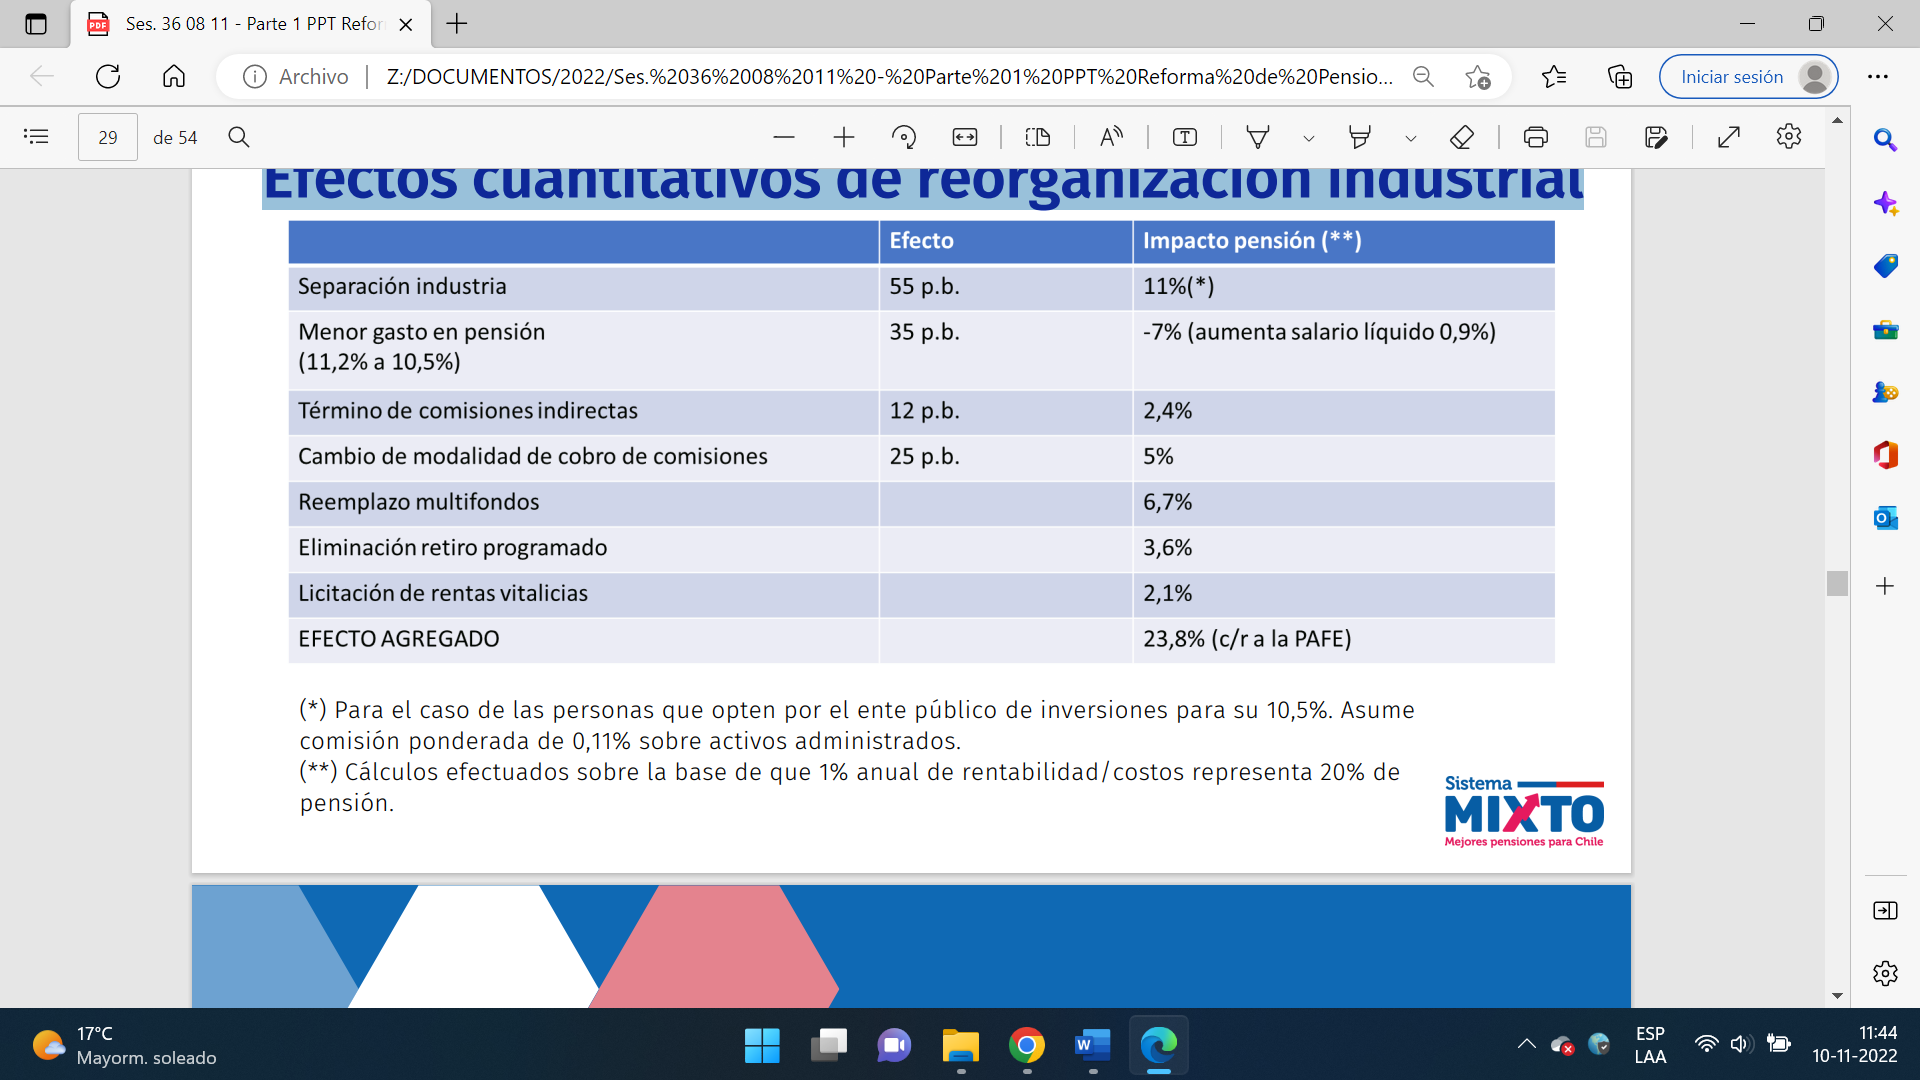 Ses. 36 08 11 - Parte 1 PPT Refor
Archivo
Z:/DOCUMENTOS/2022/Ses.%2036%2008%2011%20-%20Parte%201%20PPT%20Reforma%20de%20Pensio...
Iniciar sesión
29 de 54
Efectos cuantitativos de reorganización industrial
Efecto Impacto pensión (**)
Separación industria 55 p.b. 11%(*)
Menor gasto en pensión 35 p.b. -7% (aumenta salario líquido 0,9%)
(11,2% a 10,5%)
Término de comisiones indirectas 12 p.b. 2,4%
Cambio de modalidad de cobro de comisiones 25 p.b. 5%
Reemplazo multifondos 6,7%
Eliminación retiro programado 3,6%
Licitación de rentas vitalicias 2,1%
EFECTO AGREGADO 23,8% (c/r a la PAFE)
(*) Para el caso de las personas que opten por el ente público de inversiones para su 10,5%. Asume
comisión ponderada de 0,11% sobre activos administrados.
(**) Cálculos efectuados sobre la base de que 1% anual de rentabilidad/costos representa 20% de
pensión.
Sistema
MIXTO
Mejores pensiones para Chile
17°C
Mayorm. soleado
ESP
LAA
11:44
10-11-2022